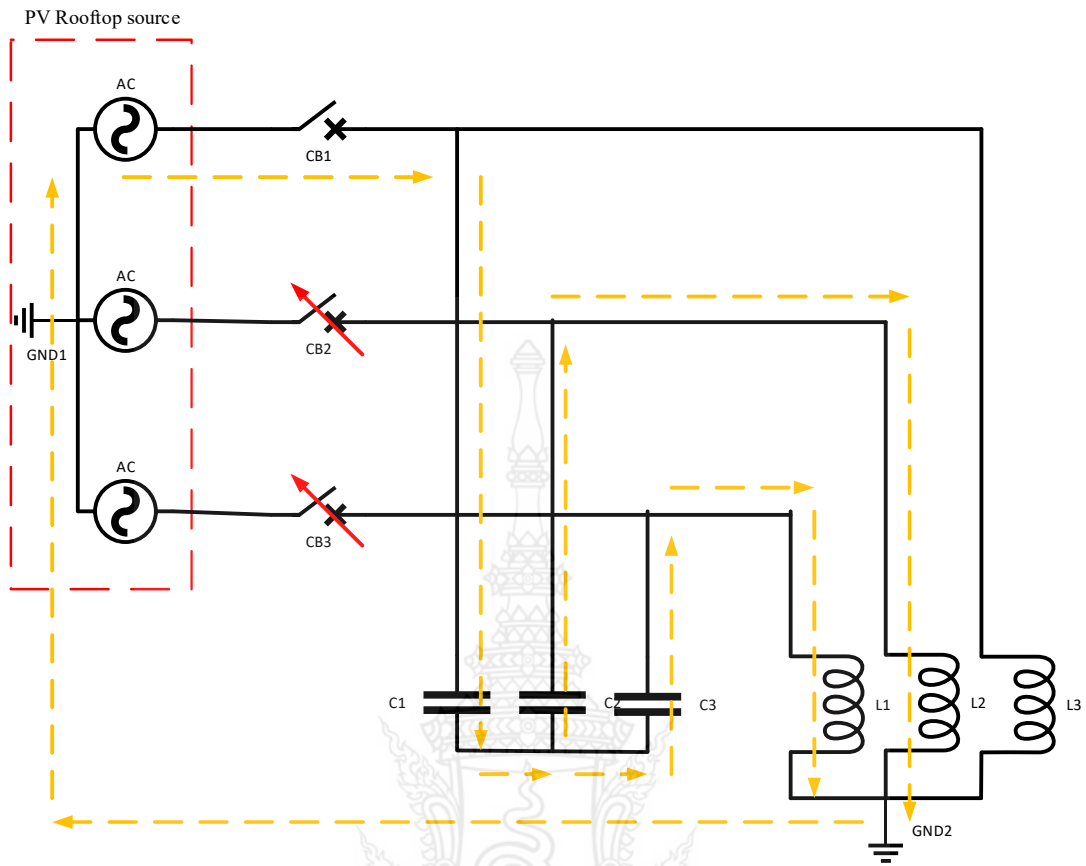 PV Rooftop source
AC
CB1
AC
GND1
CB2
AC
CB3
C1
C2
C3
L1
L2
L3
GND2